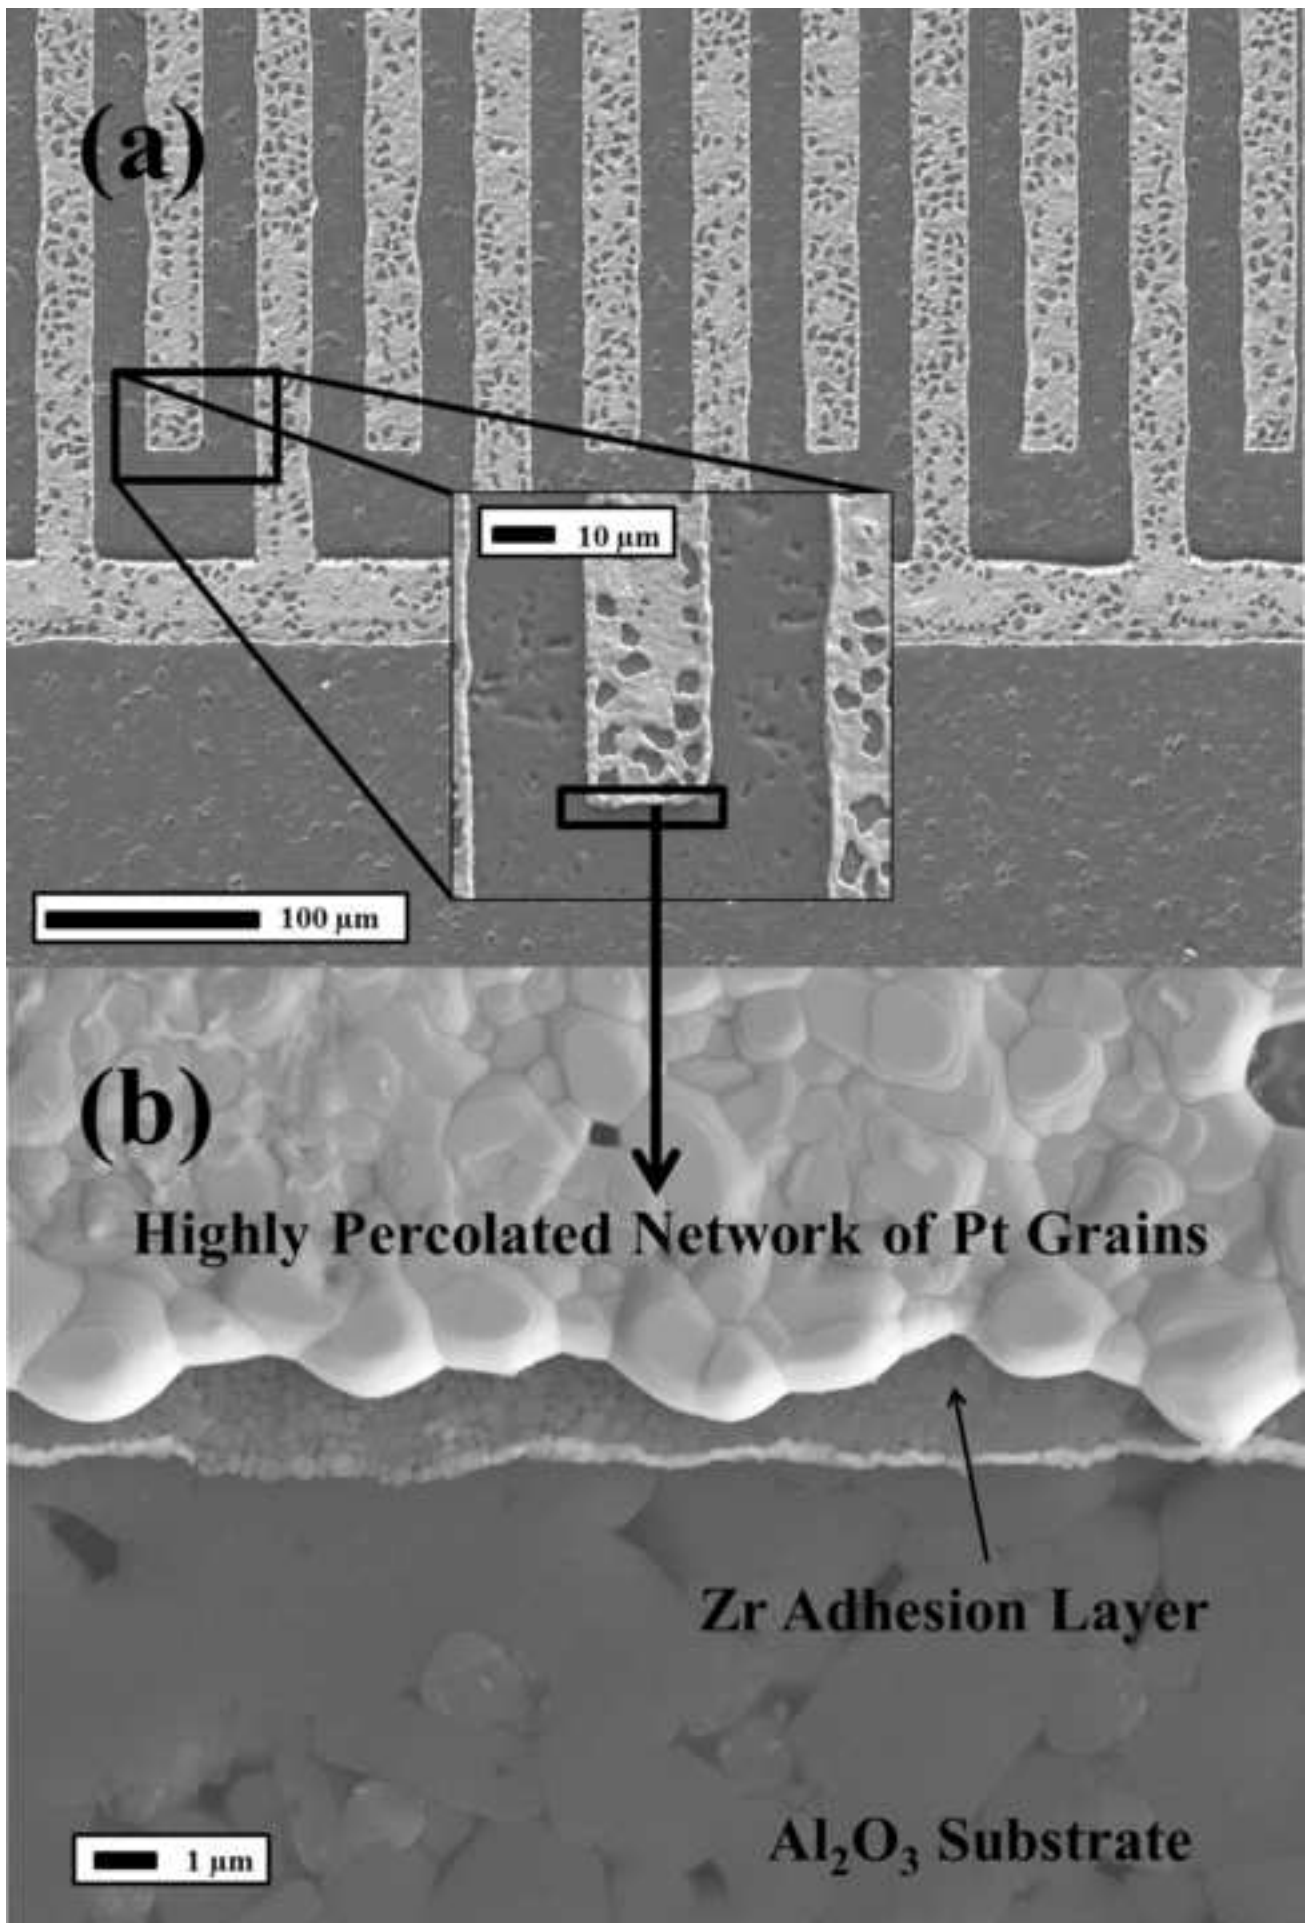 (a)
10 µm
100 µm
(b)
Highly Percolated Network of Pt Grains
Zr Adhesion Layer
Al₂O₃ Substrate
1 µm